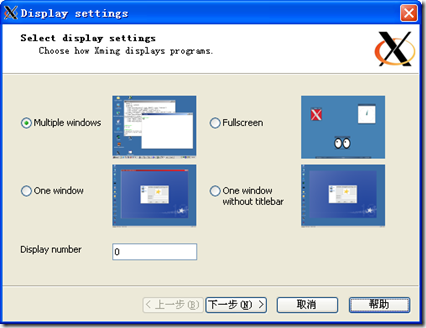 Display settings
Select display settings
Choose how Xming displays programs.
Multiple windows
Fullscreen
One window
One window
without titlebar
Display number
0
< 上一步(B)
下一步(N) >
取消
帮助